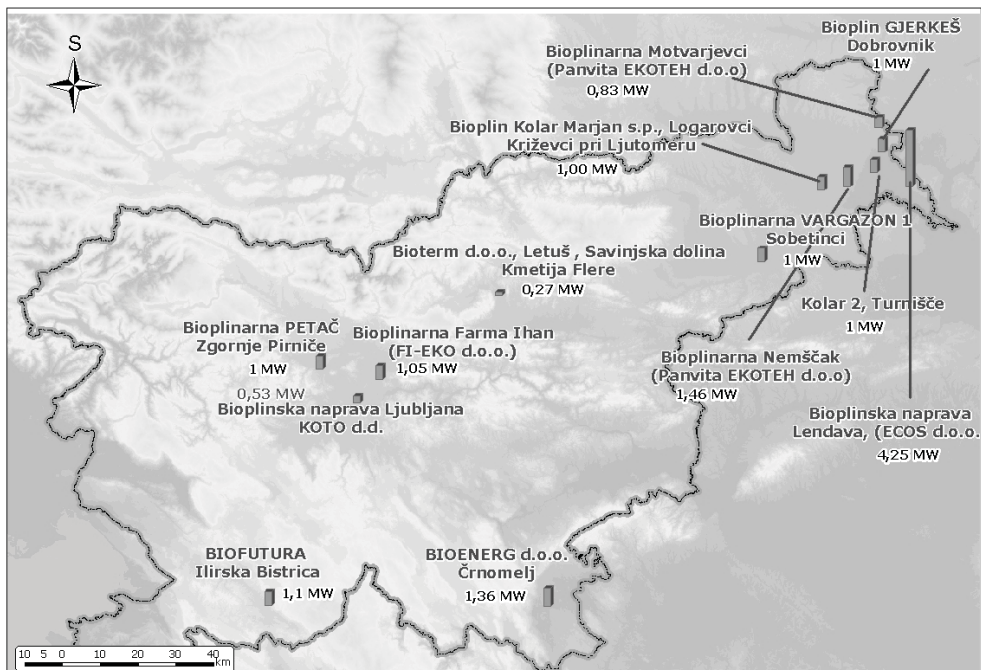 S
Bioplin GJERKEŠ
Dobrovnik
1 MW
Bioplinarna Motvarjevci
(Panvita EKOTEH d.o.o)
0,83 MW
Bioplin Kolar Marjan s.p., Logarovci
Križevci pri Ljutomeru
1,00 MW
Bioplinarna VARGAZON 1
Sobetinci
1 MW
Bioterm d.o.o., Letuš , Savinjska dolina
Kmetija Flere
0,27 MW
Kolar 2, Turnišče
1 MW
Bioplinarna PETAČ
Zgornje Pirniče
1 MW
Bioplinarna Farma Ihan
(FI-EKO d.o.o.)
1,05 MW
0,53 MW
Bioplinska naprava Ljubljana
KOTO d.d.
Bioplinarna Nemščak
(Panvita EKOTEH d.o.o)
1,46 MW
Bioplinska naprava
Lendava, (ECOS d.o.o.
4,25 MW
BIOFUTURA
Ilirska Bistrica
1,1 MW
BIOENERG d.o.o.
Črnomelj
1,36 MW
10 5 0 10 20 30 40
km